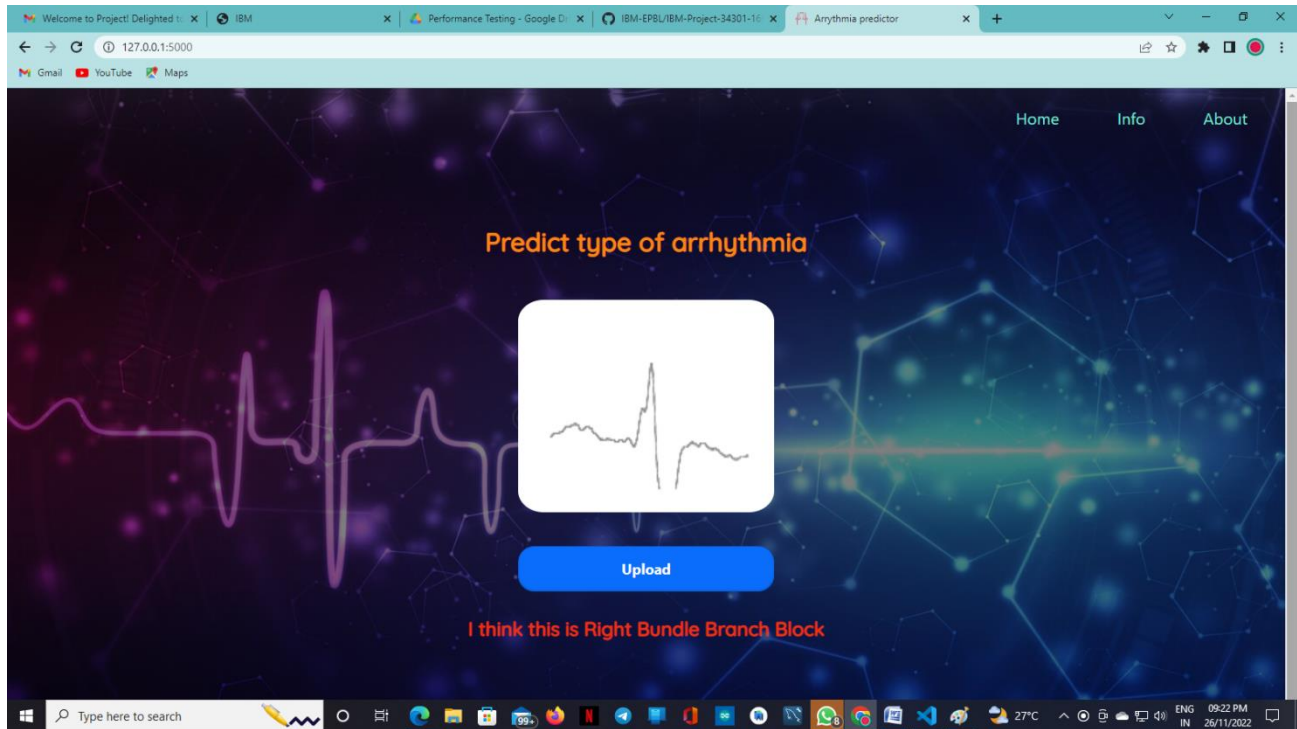 Welcome to Project! Delighted t
IBM
Performance Testing - Google D
IBM-EPBL/IBM-Project-34301-16
Arrythmia predictor
127.0.0.1:5000
Gmail
YouTube
Maps
Home
Info
About
Predict type of arrhythmia
Upload
I think this is Right Bundle Branch Block
Type here to search
99+
27°C
ENG
IN
09:22 PM
26/11/2022